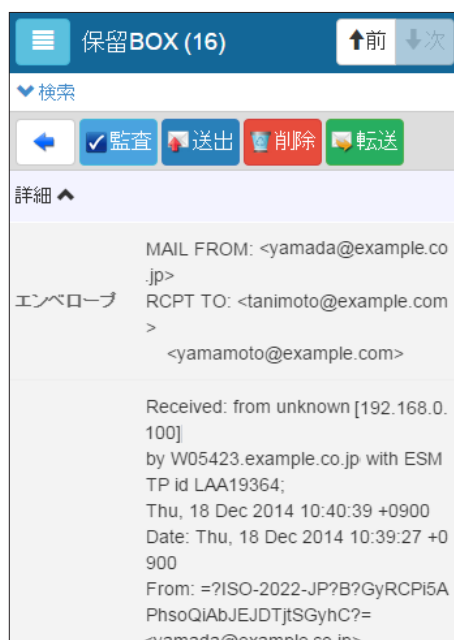 保留BOX (16)
前
次
検索
監査
送出
削除
転送
詳細
エンベロープ
MAIL FROM: <yamada@example.co
.jp>
RCPT TO: <tanimoto@example.com
>
<yamamoto@example.com>
Received: from unknown [192.168.0.
100]
by W05423.example.co.jp with ESM
TP id LAA19364;
Thu, 18 Dec 2014 10:40:39 +0900
Date: Thu, 18 Dec 2014 10:39:27 +0
900
From: =?ISO-2022-JP?B?GyRCPi5A
PhsoQiAbJEJDTjtSGyhC?=
<yamada@example.co.jp>